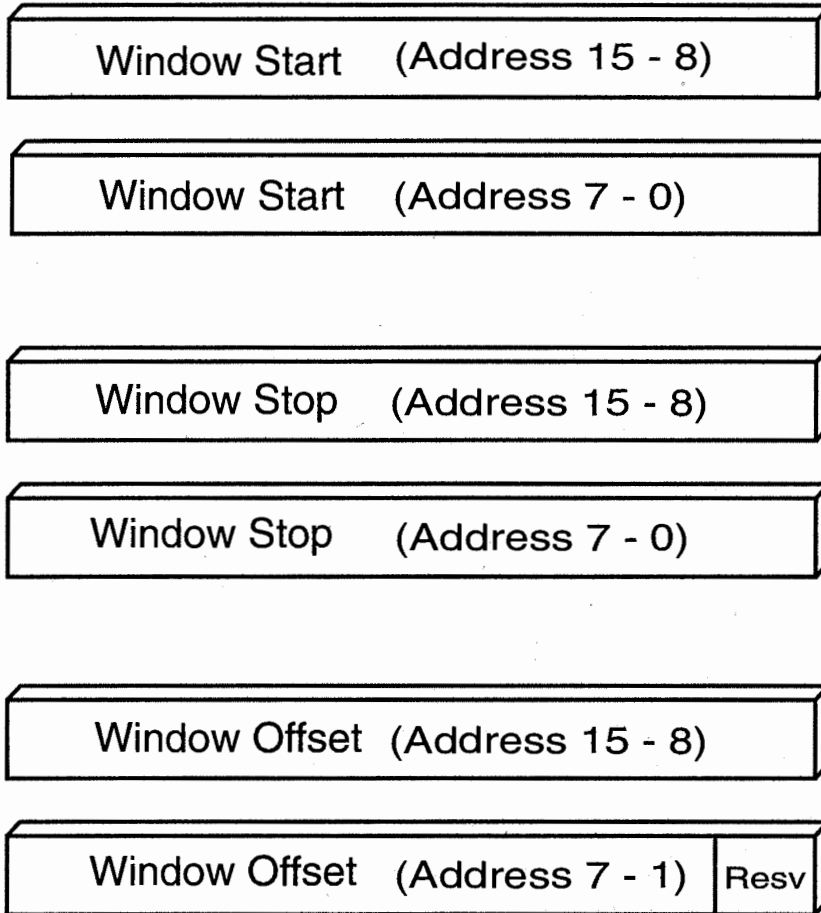 Window Start (Address 15 - 8)
Window Start (Address 7 - 0)
Window Stop (Address 15 - 8)
Window Stop (Address 7 - 0)
Window Offset (Address 15 - 8)
Window Offset (Address 7 - 1) Resv